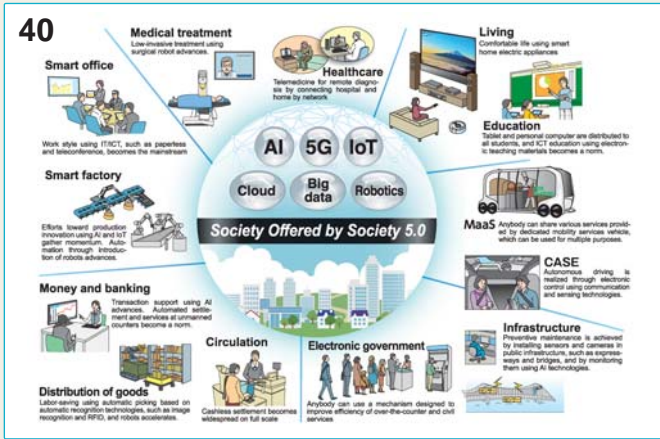 40
Medical treatment
Low-invasive treatment using
surgical robot advances.
Healthcare
Telemedicine for remote diagno-
sis by connecting hospital and
home by network
Living
Comfortable life using smart
home electric appliances
Smart office
Work style using IT/ICT, such as paperless
and teleconference, becomes the mainstream
Education
Tablet and personal computer are distributed to
all students, and ICT education using electron-
ic teaching materials becomes a norm.
AI
5G
IoT
Cloud
Big
data
Robotics
Society Offered by Society 5.0
Smart factory
Efforts toward production
innovation using AI and IoT
gather momentum. Auto-
mation through Introduc-
tion of robots advances.
MaaS
Anybody can share various services provid-
ed by dedicated mobility services vehicle,
which can be used for multiple purposes.
CASE
Autonomous driving is
realized through electronic
control using communication
and sensing technologies.
Money and banking
Transaction support using AI
advances. Automated settle-
ment and services at unmanned
counters become a norm.
Infrastructure
Preventive maintenance is achieved
by installing sensors and cameras in
public infrastructure, such as express-
ways and bridges, and by monitoring
them using AI technologies.
Distribution of goods
Labor-saving using automatic picking based on
automatic recognition technologies, such as image
recognition and RFID, and robots accelerates.
Circulation
Cashless settlement becomes
widespread on full scale
Electronic government
Anybody can use a mechanism designed to
improve efficiency of over-the-counter and civil
services